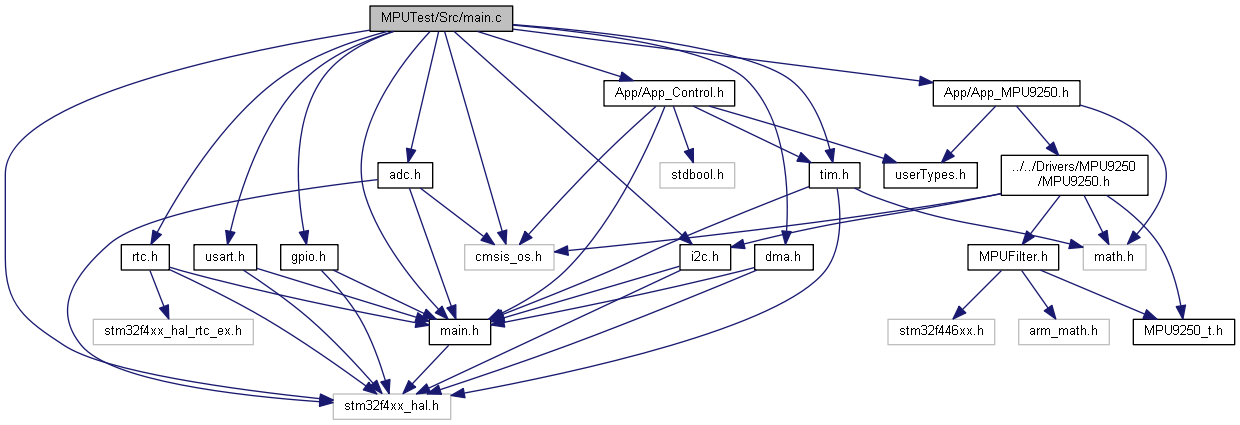 MPUTest/Src/main.c
App/App_Control.h
App/App_MPU9250.h
adc.h
stdbool.h
tim.h
userTypes.h
../../Drivers/MPU9250
/MPU9250.h
rtc.h
usart.h
gpio.h
cmsis_os.h
i2c.h
dma.h
MPUFilter.h
math.h
stm32f4xx_hal_rtc_ex.h
main.h
stm32f446xx.h
arm_math.h
MPU9250_t.h
stm32f4xx_hal.h